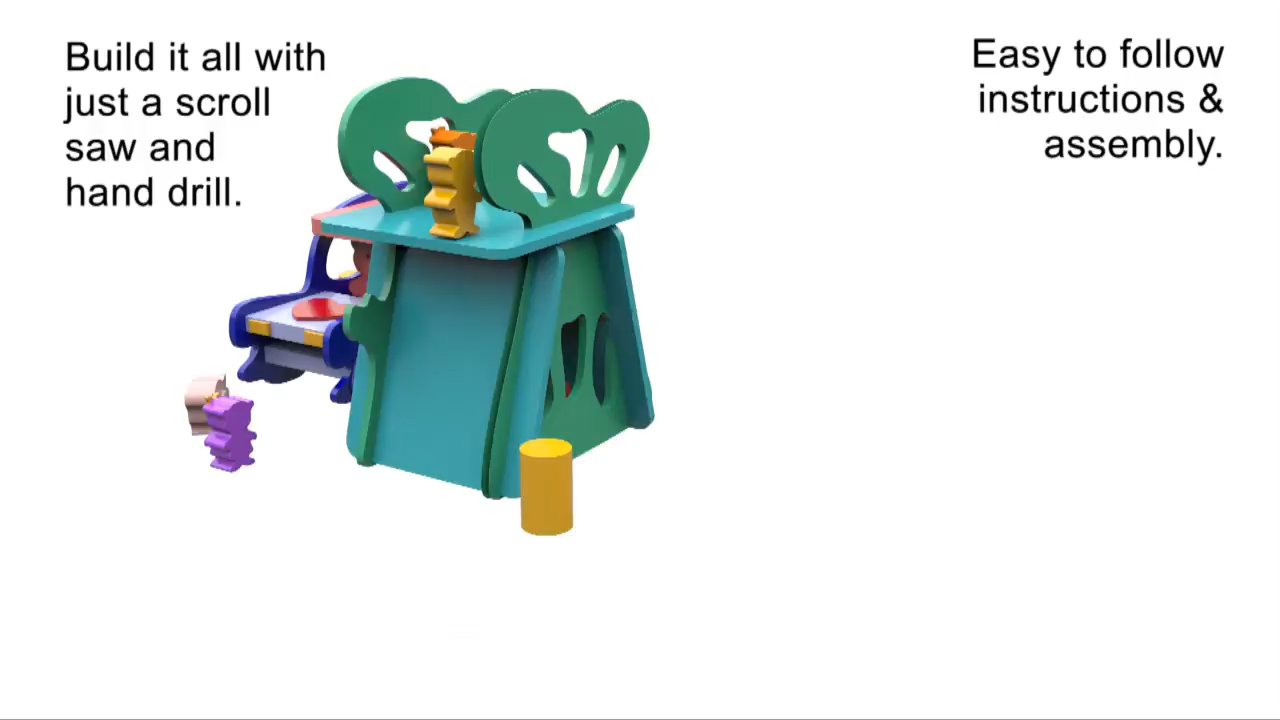 Build it all with
just a scroll
saw and
hand drill.
Easy to follow
instructions &
assembly.